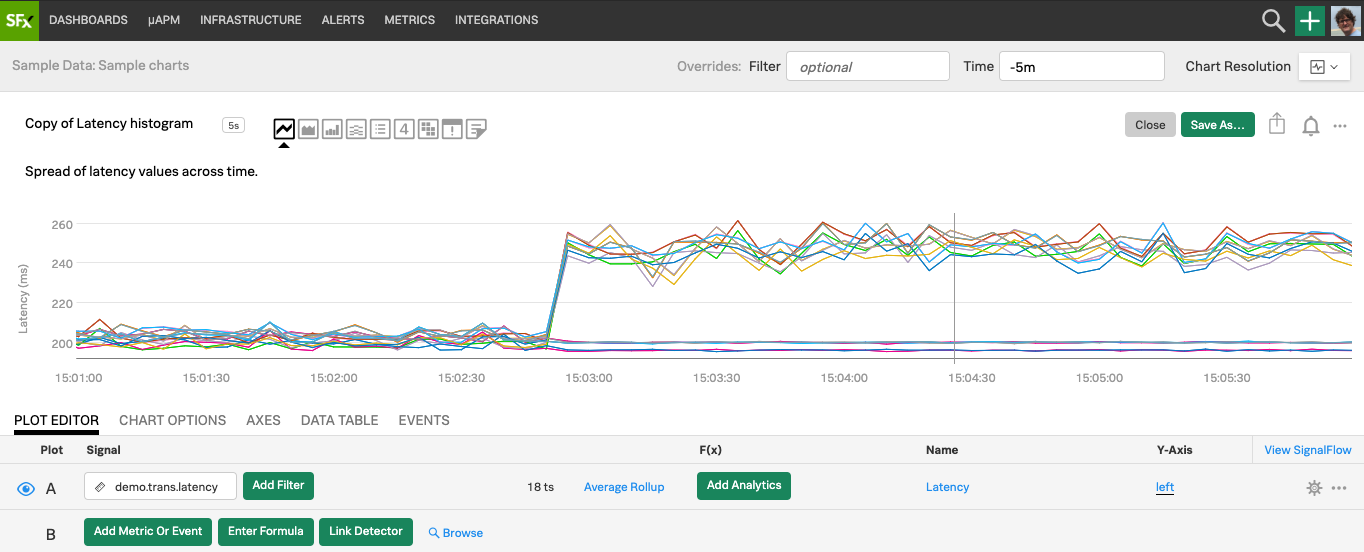 SFx DASHBOARDS µAPM INFRASTRUCTURE ALERTS METRICS INTEGRATIONS
Sample Data: Sample charts Overrides: Filter optional Time -5m Chart Resolution
Copy of Latency histogram 5s 4 Close Save As... ...
Spread of latency values across time.
260
240
220
200
Latency (ms)
15:01:00 15:01:30 15:02:00 15:02:30 15:03:00 15:03:30 15:04:00 15:04:30 15:05:00 15:05:30
PLOT EDITOR CHART OPTIONS AXES DATA TABLE EVENTS
Plot Signal F(x) Name Y-Axis View SignalFlow
A demo.trans.latency Add Filter 18 ts Average Rollup Add Analytics Latency left ...
B Add Metric Or Event Enter Formula Link Detector Browse